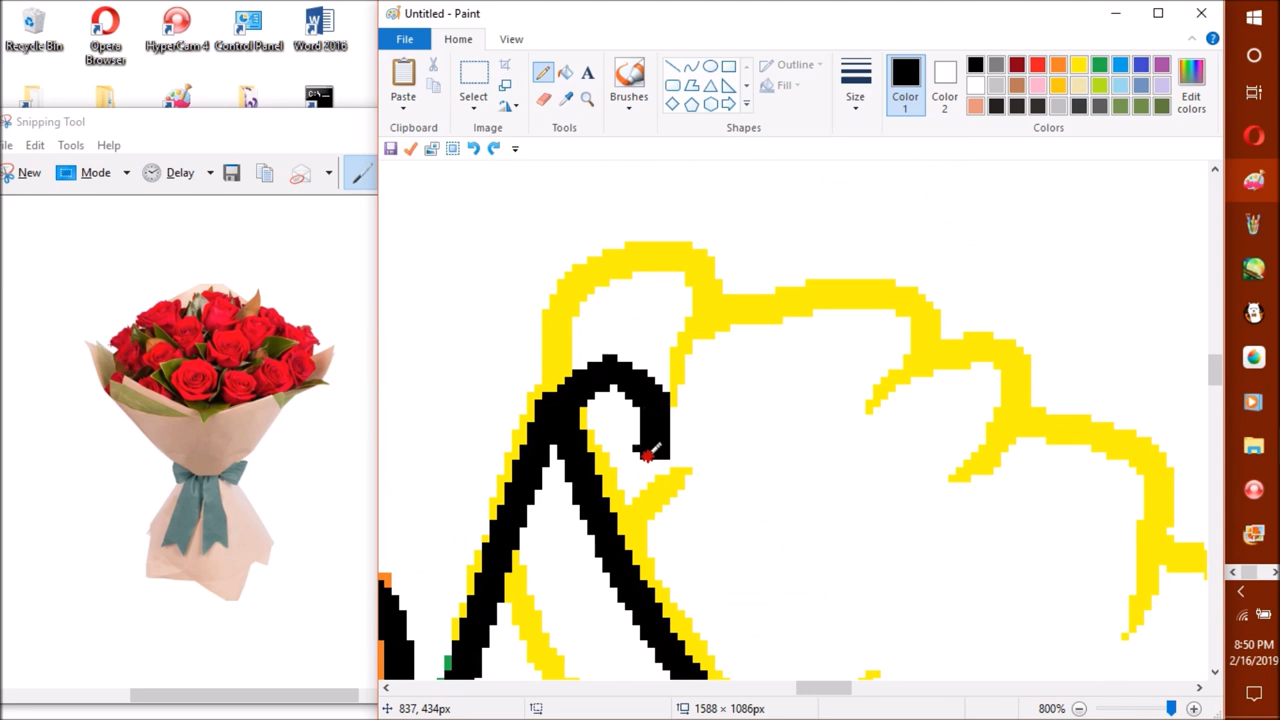 Recycle Bin
Opera Browser
HyperCam 4
Control Panel
Word 2016
Snipping Tool
Edit Tools Help
New Mode Delay
Untitled - Paint
File Home View
Paste
Select
Brushes
Outline
Fill
Size
Color 1
Color 2
Edit colors
Clipboard Image Tools Shapes Colors
837, 434px
1588 × 1086px
800%
8:50 PM
2/16/2019